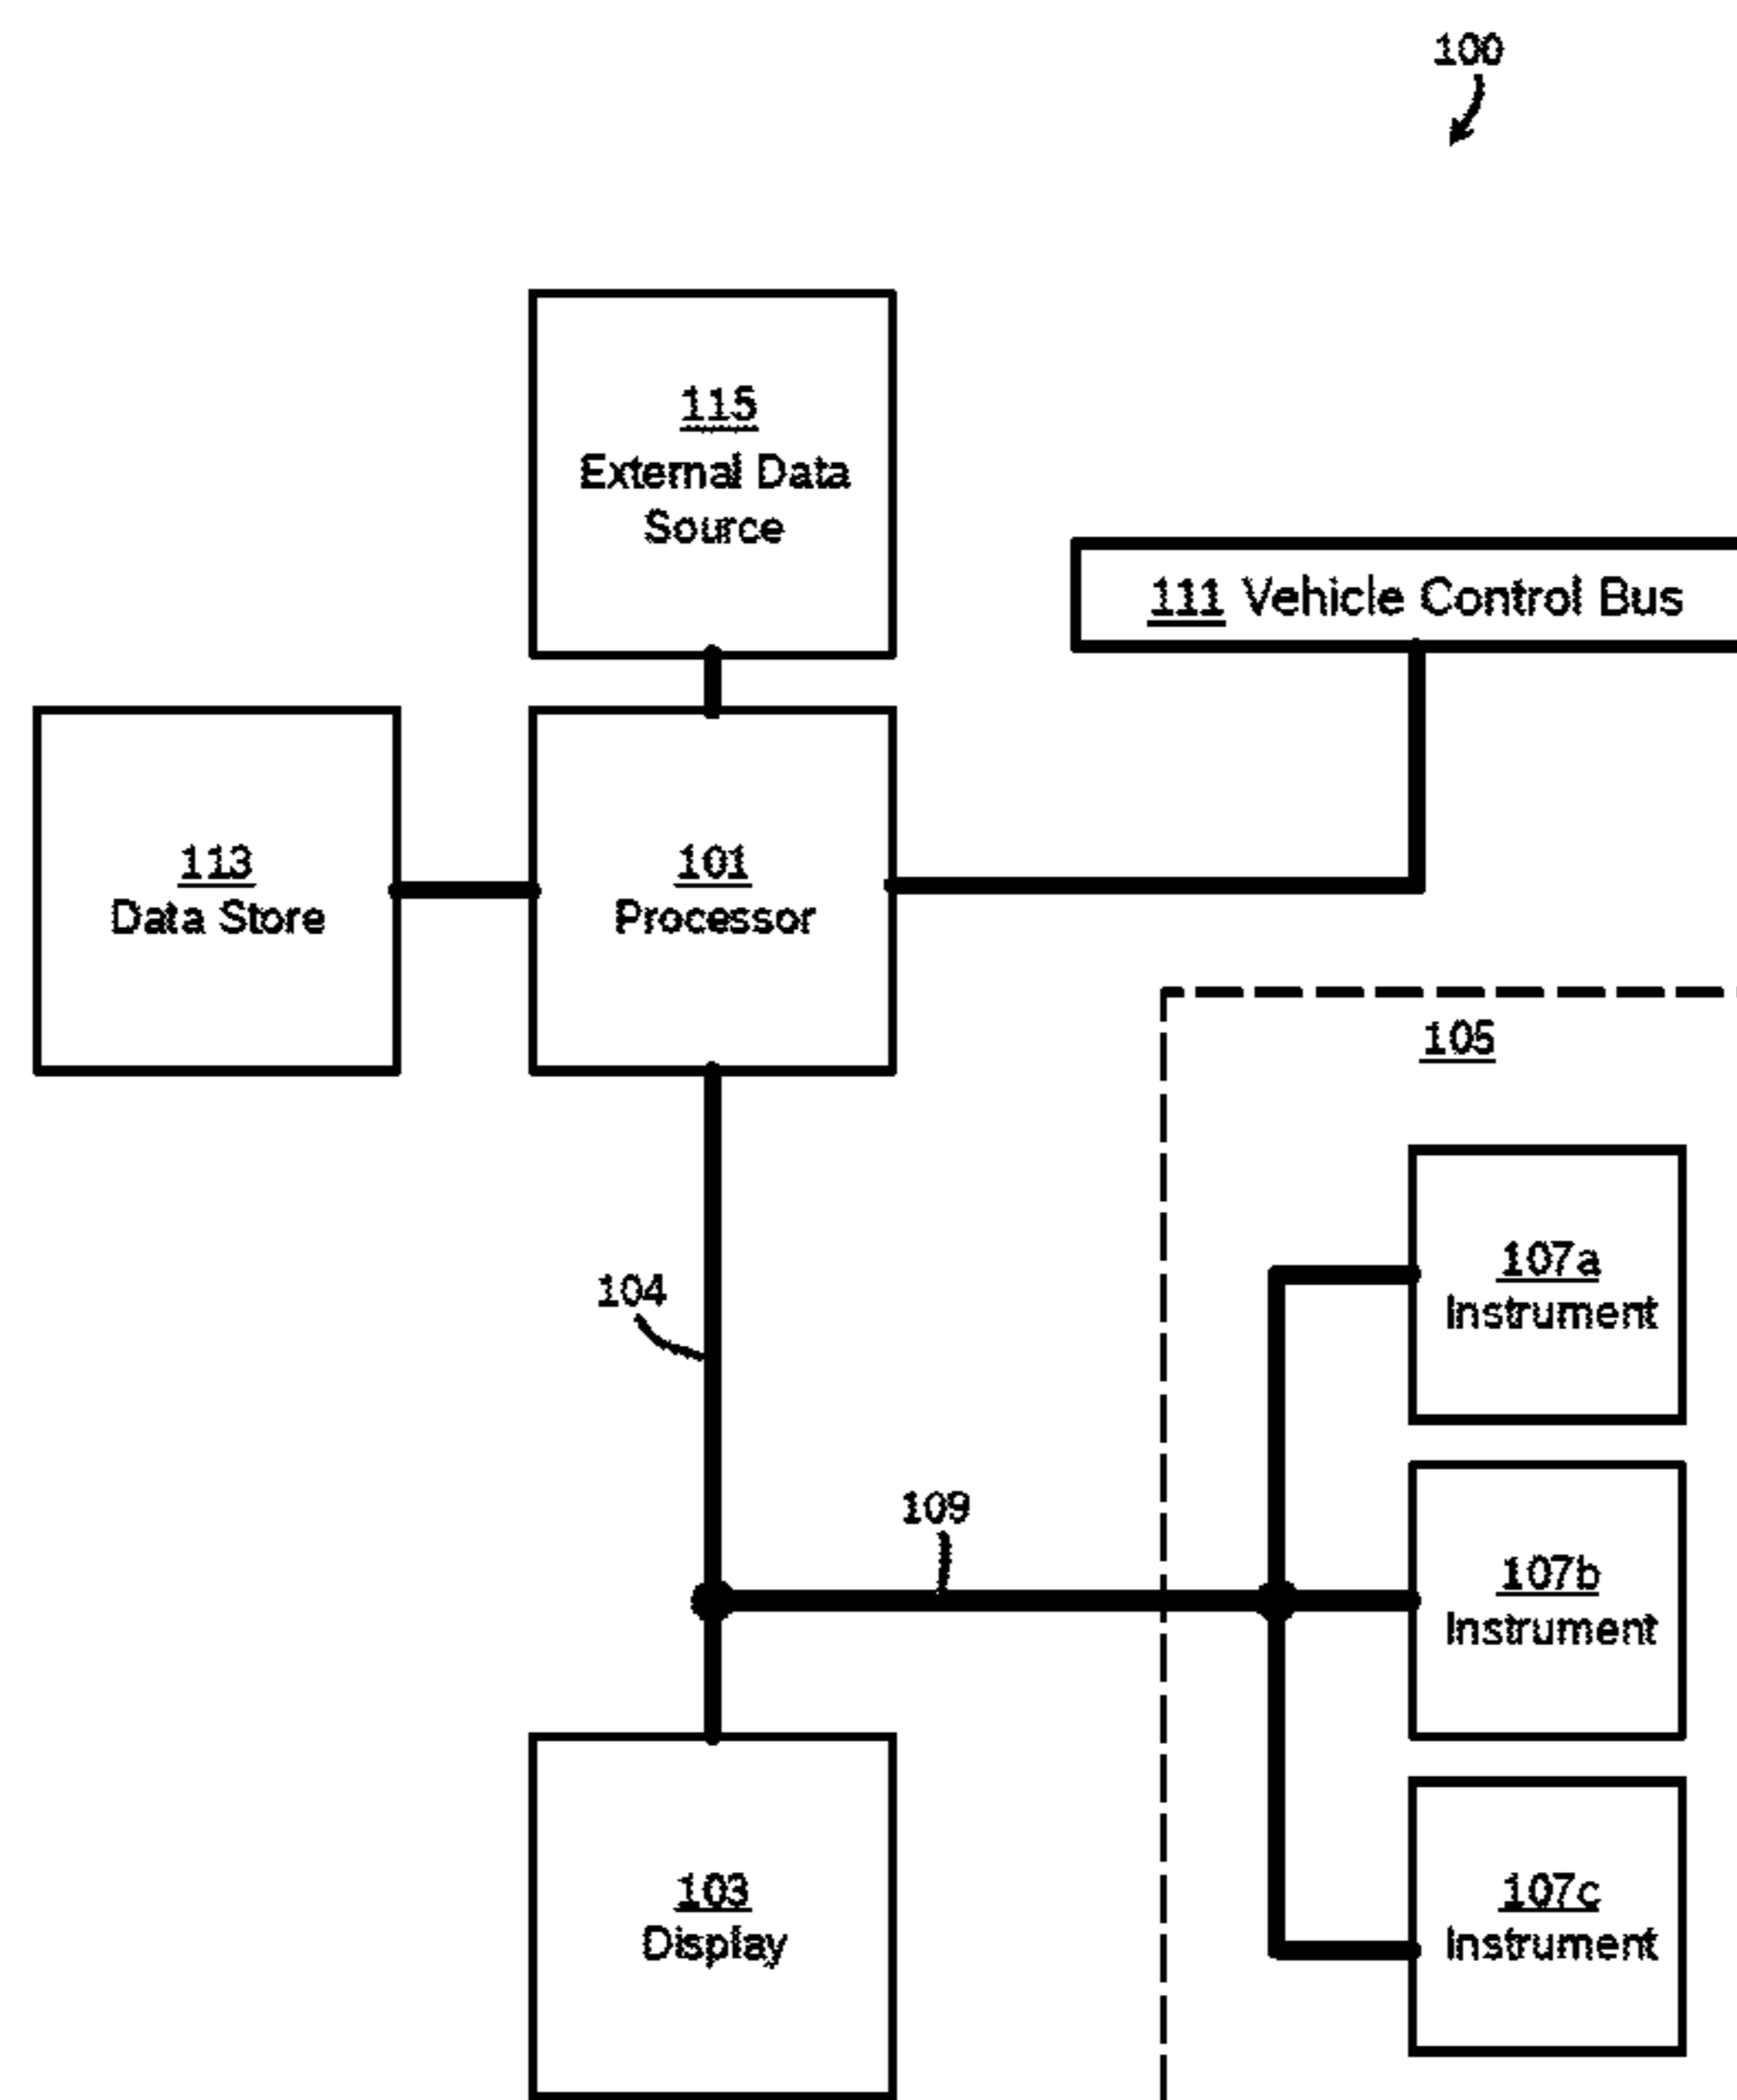 100
115
External Data
Source
111 Vehicle Control Bus
113
Data Store
101
Processor
105
107a
Instrument
104
109
107b
Instrument
103
Display
107c
Instrument